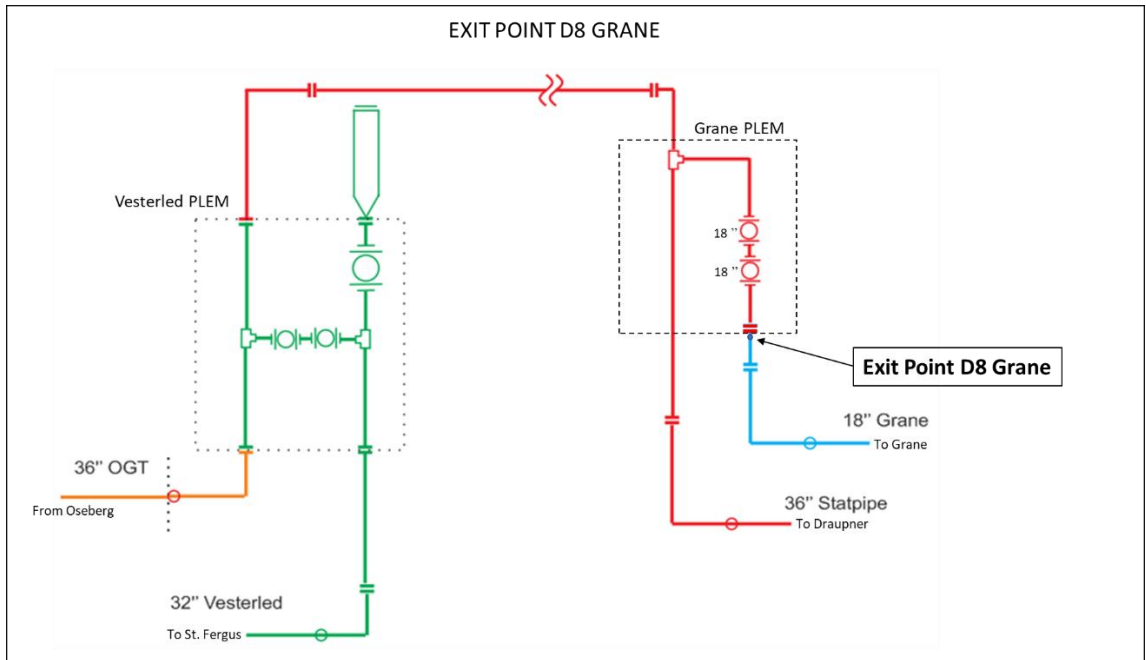 EXIT POINT D8 GRANE
Grane PLEM
Vesterled PLEM
18 ’’
18 ’’
Exit Point D8 Grane
18" Grane
To Grane
36" OGT
From Oseberg
36" Statpipe
To Draupner
32" Vesterled
To St. Fergus